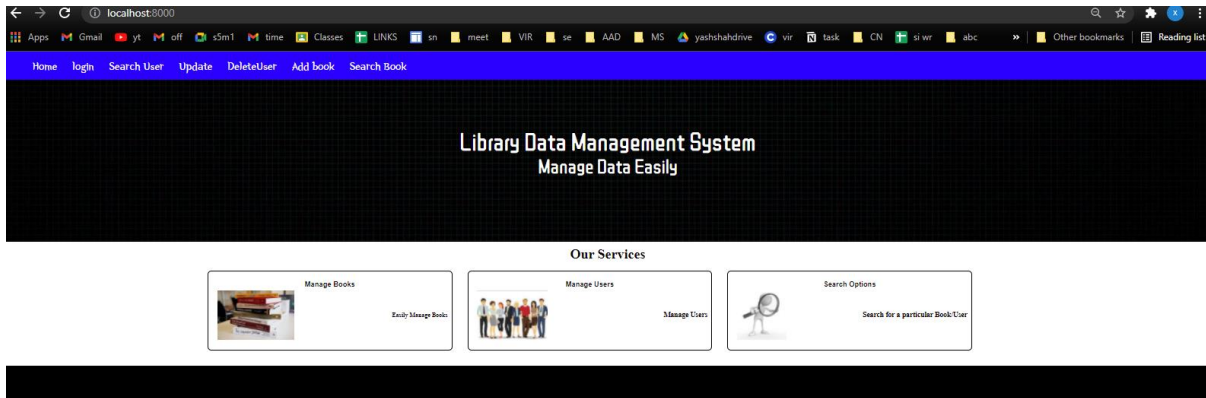 localhost:8000
Apps Gmail yt off s5m1 time Classes LINKS sn meet VIR se AAD MS yashshahdrive vir task CN si wr abc » Other bookmarks Reading list
Home login Search User Update DeleteUser Add book Search Book
Library Data Management System
Manage Data Easily
Our Services
Manage Books
Easily Manage Books
Manage Users
Manage Users
Search Options
Search for a particular Book/User